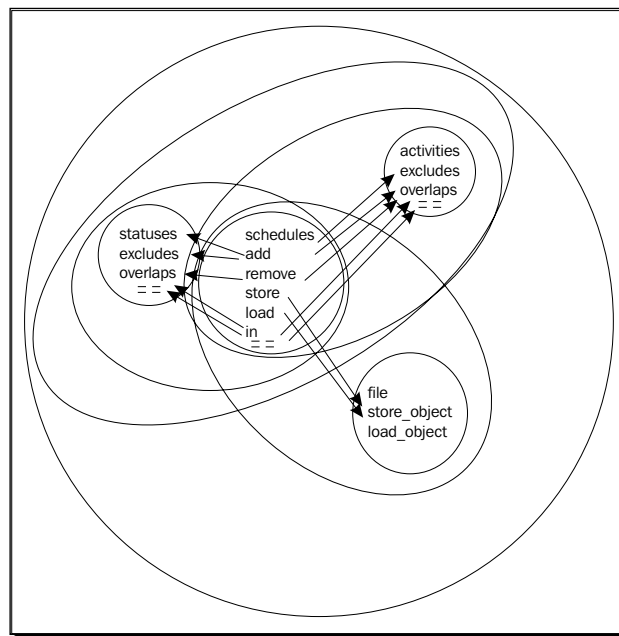 activities
excludes
overlaps
= =
statuses
excludes
overlaps
= =
schedules
add
remove
store
load
in
= =
file
store_object
load_object